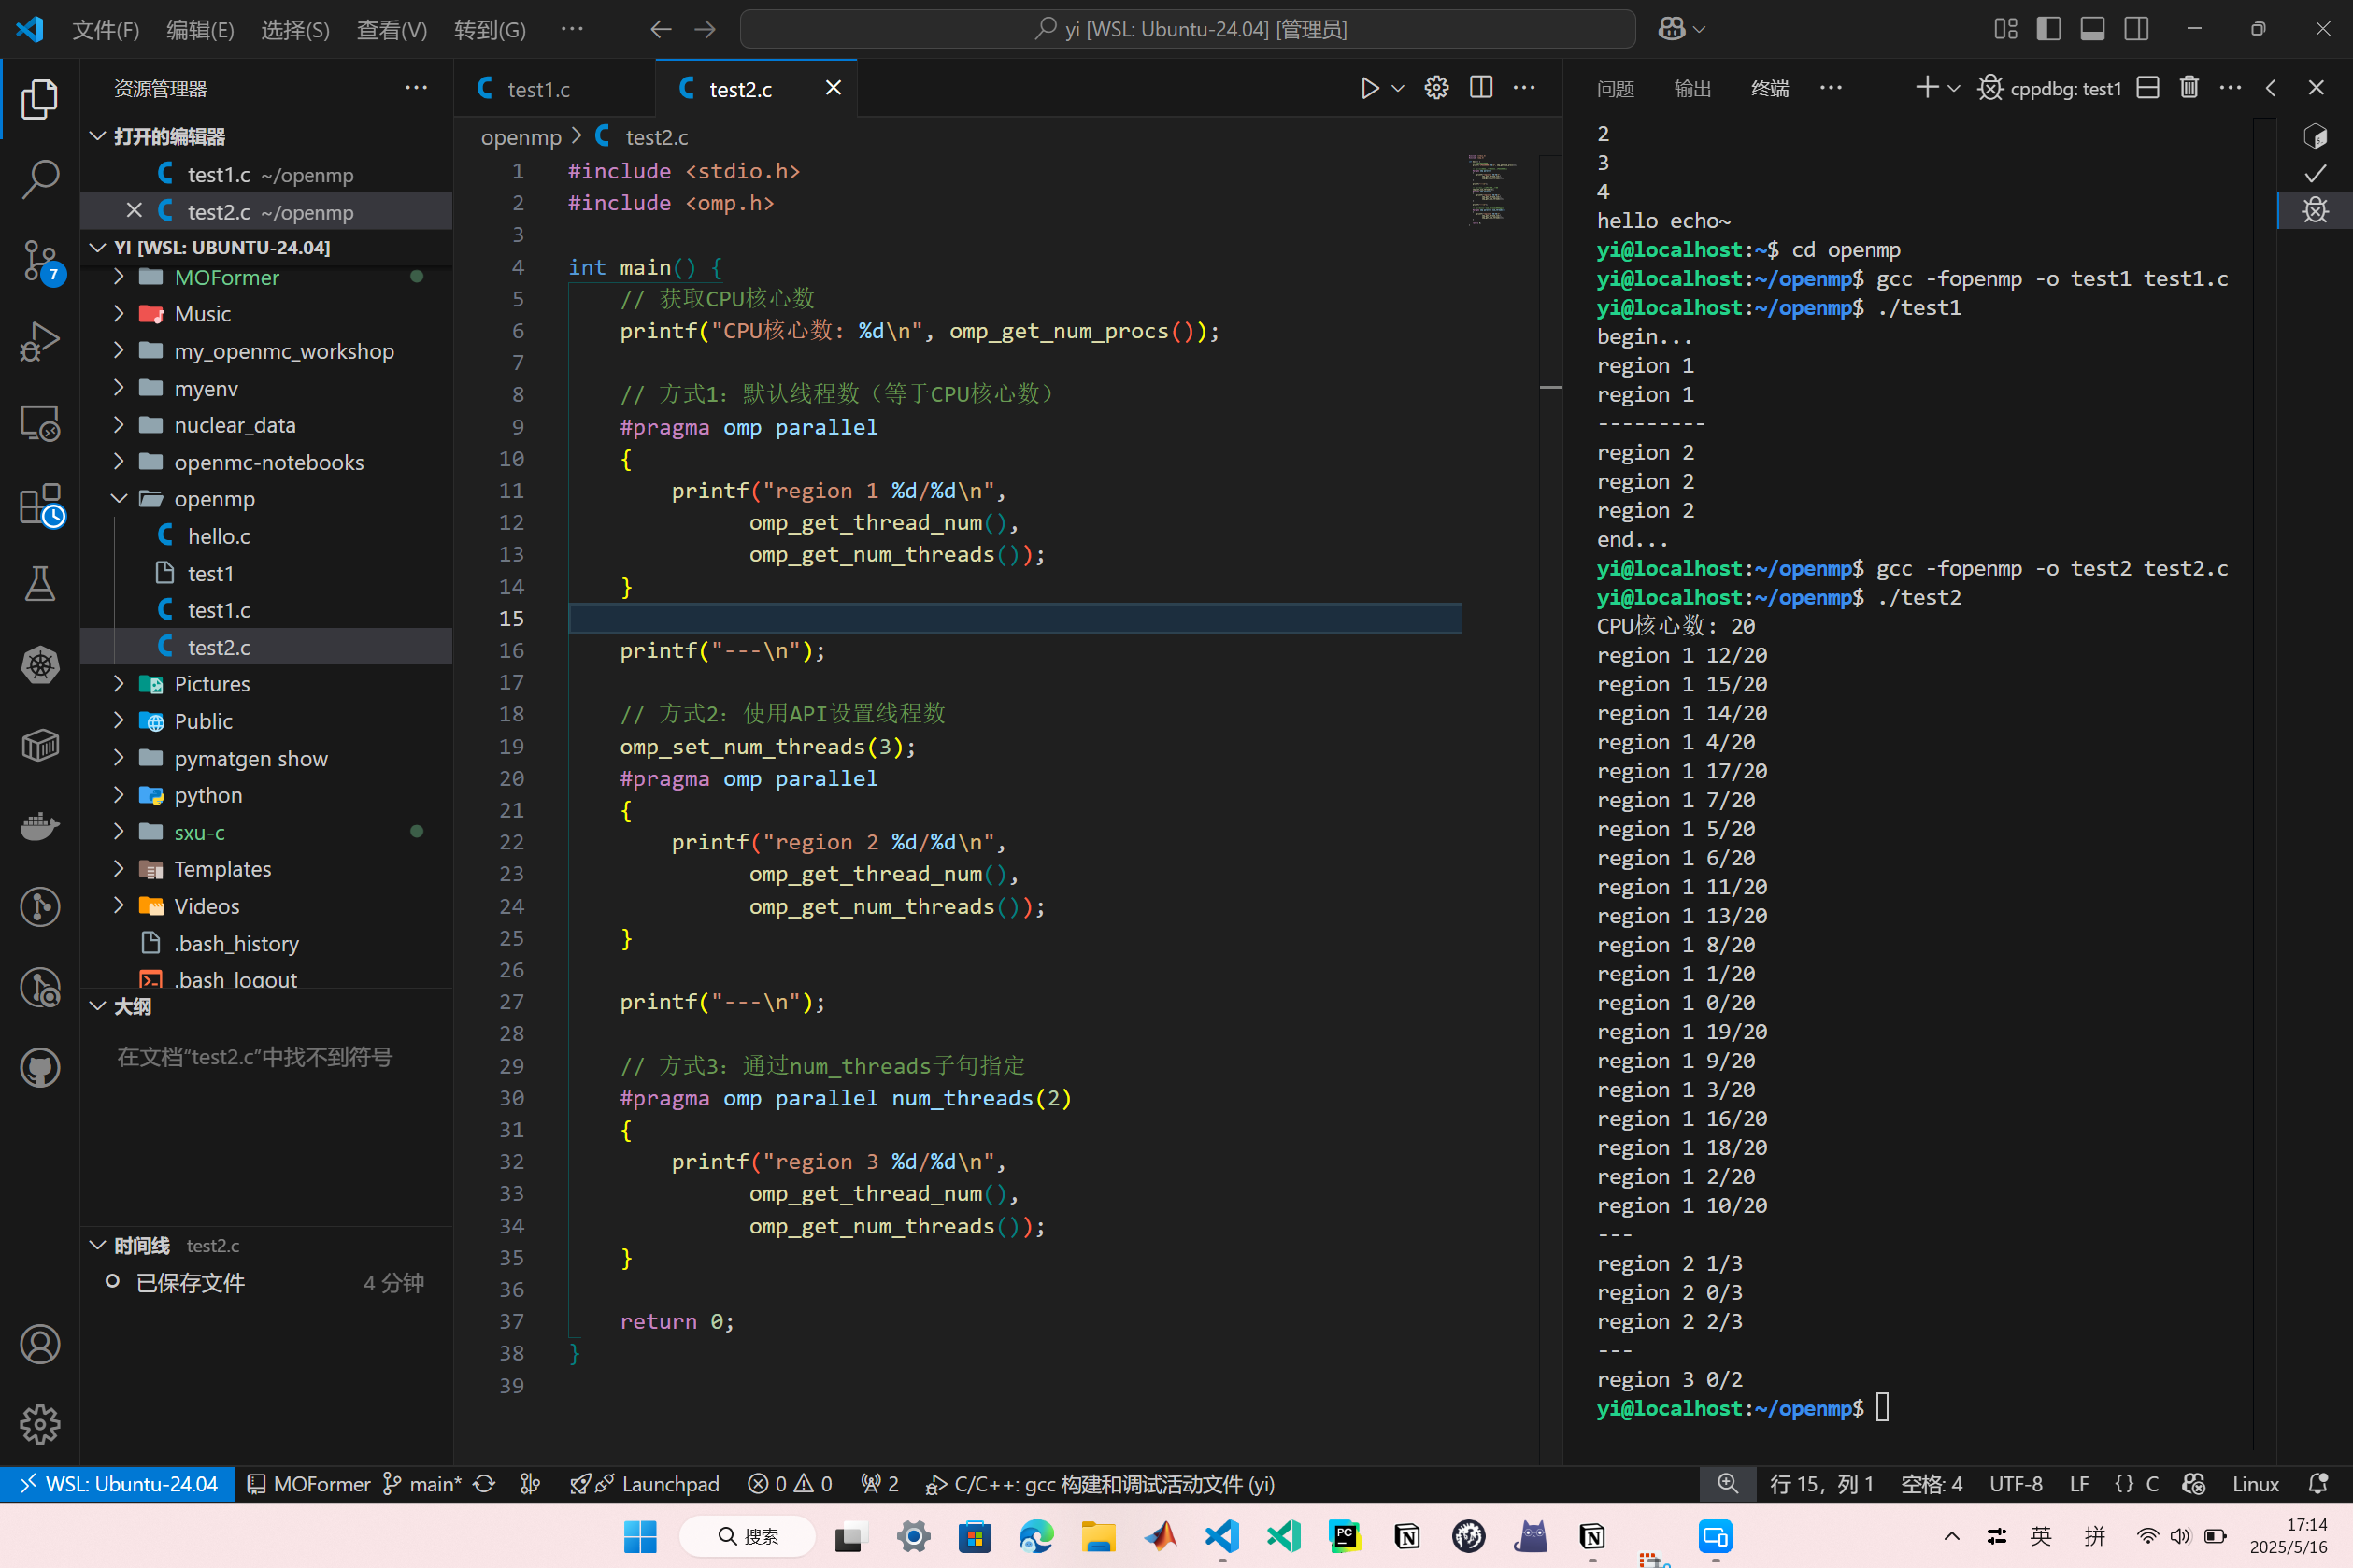 文件(F) 编辑(E) 选择(S) 查看(V) 转到(G) ··· yi [WSL: Ubuntu-24.04] [管理员]
资源管理器 ···
打开的编辑器
test1.c ~/openmp
test2.c ~/openmp
YI [WSL: UBUNTU-24.04]
MOFormer
Music
my_openmc_workshop
myenv
nuclear_data
openmc-notebooks
openmp
hello.c
test1
test1.c
test2.c
Pictures
Public
pymatgen show
python
sxu-c
Templates
Videos
.bash_history
.bash_logout
大纲
在文档“test2.c”中找不到符号
时间线 test2.c
已保存文件 4 分钟
7
test1.c test2.c
openmp > test2.c
1 #include <stdio.h>
2 #include <omp.h>
3
4 int main() {
5 // 获取CPU核心数
6 printf("CPU核心数: %d\n", omp_get_num_procs());
7
8 // 方式1: 默认线程数（等于CPU核心数）
9 #pragma omp parallel
10 {
11 printf("region 1 %d/%d\n",
12 omp_get_thread_num(),
13 omp_get_num_threads());
14 }
15
16 printf("---\n");
17
18 // 方式2: 使用API设置线程数
19 omp_set_num_threads(3);
20 #pragma omp parallel
21 {
22 printf("region 2 %d/%d\n",
23 omp_get_thread_num(),
24 omp_get_num_threads());
25 }
26
27 printf("---\n");
28
29 // 方式3: 通过num_threads子句指定
30 #pragma omp parallel num_threads(2)
31 {
32 printf("region 3 %d/%d\n",
33 omp_get_thread_num(),
34 omp_get_num_threads());
35 }
36
37 return 0;
38 }
39
问题 输出 终端 ··· cppdbg: test1
2
3
4
hello echo~
yi@localhost:~$ cd openmp
yi@localhost:~/openmp$ gcc -fopenmp -o test1 test1.c
yi@localhost:~/openmp$ ./test1
begin...
region 1
region 1
---------
region 2
region 2
region 2
end...
yi@localhost:~/openmp$ gcc -fopenmp -o test2 test2.c
yi@localhost:~/openmp$ ./test2
CPU核心数: 20
region 1 12/20
region 1 15/20
region 1 14/20
region 1 4/20
region 1 17/20
region 1 7/20
region 1 5/20
region 1 6/20
region 1 11/20
region 1 13/20
region 1 8/20
region 1 1/20
region 1 0/20
region 1 19/20
region 1 9/20
region 1 3/20
region 1 16/20
region 1 18/20
region 1 2/20
region 1 10/20
---
region 2 1/3
region 2 0/3
region 2 2/3
---
region 3 0/2
yi@localhost:~/openmp$
WSL: Ubuntu-24.04 MOFormer main* Launchpad 0 0 2 C/C++: gcc 构建和调试活动文件 (yi) 行 15，列 1 空格: 4 UTF-8 LF {} C Linux
搜索 PC 英 拼 17:14
2025/5/16